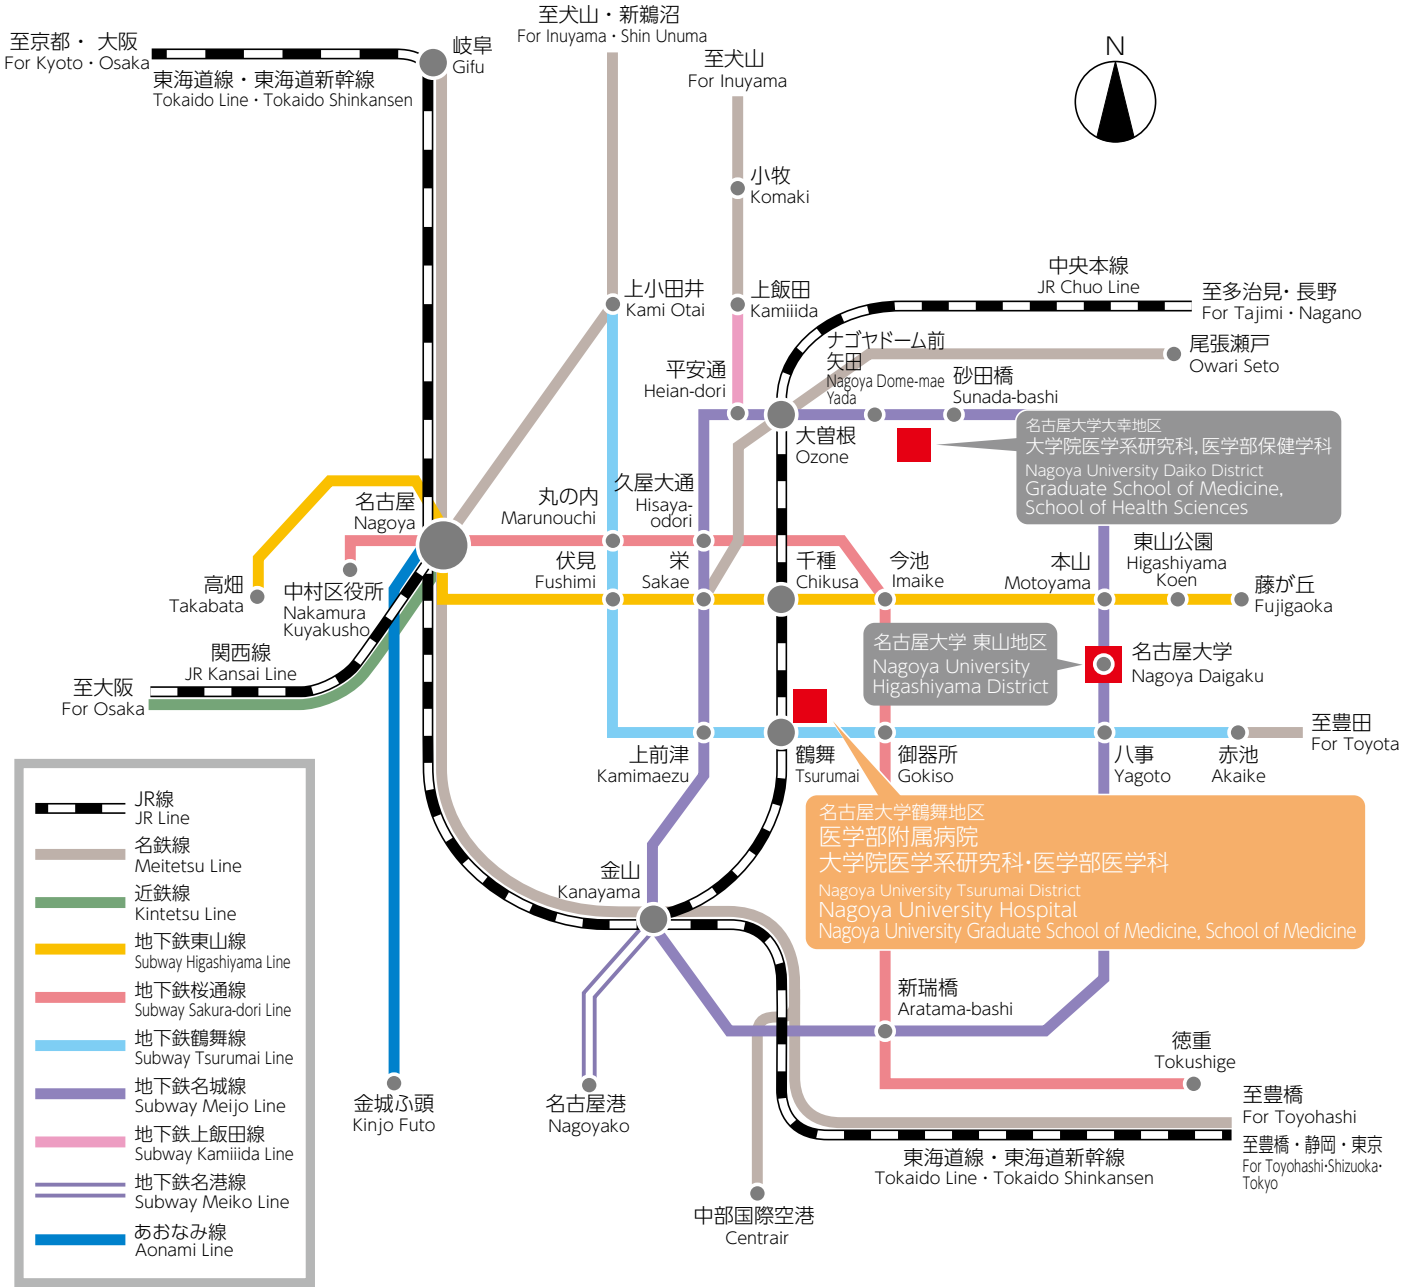 至京都・ 大阪
For Kyoto・Osaka
東海道線・東海道新幹線
Tokaido Line・Tokaido Shinkansen
岐阜
Gifu
至犬山・新鵜沼
For Inuyama・Shin Unuma
至犬山
For Inuyama
N
小牧
Komaki
上小田井
Kami Otai
上飯田
Kamiiida
中央本線
JR Chuo Line
至多治見・長野
For Tajimi・Nagano
尾張瀬戸
Owari Seto
平安通
Heian-dori
ナゴヤドーム前
矢田
Nagoya Dome-mae
Yada
砂田橋
Sunada-bashi
大曽根
Ozone
名古屋大学大幸地区
大学院医学系研究科, 医学部保健学科
Nagoya University Daiko District
Graduate School of Medicine,
School of Health Sciences
名古屋
Nagoya
丸の内
Marunouchi
久屋大通
Hisaya-
odori
高畑
Takabata
中村区役所
Nakamura
Kuyakusho
伏見
Fushimi
栄
Sakae
千種
Chikusa
今池
Imaike
本山
Motoyama
東山公園
Higashiyama
Koen
藤が丘
Fujigaoka
関西線
JR Kansai Line
至大阪
For Osaka
名古屋大学 東山地区
Nagoya University
Higashiyama District
名古屋大学
Nagoya Daigaku
上前津
Kamimaezu
鶴舞
Tsurumai
御器所
Gokiso
八事
Yagoto
赤池
Akaike
至豊田
For Toyota
名古屋大学鶴舞地区
医学部附属病院
大学院医学系研究科・医学部医学科
Nagoya University Tsurumai District
Nagoya University Hospital
Nagoya University Graduate School of Medicine, School of Medicine
金山
Kanayama
新瑞橋
Aratama-bashi
徳重
Tokushige
金城ふ頭
Kinjo Futo
名古屋港
Nagoyako
至豊橋
For Toyohashi
至豊橋・静岡・東京
For Toyohashi・Shizuoka・
Tokyo
東海道線・東海道新幹線
Tokaido Line・Tokaido Shinkansen
中部国際空港
Centrair
JR線
JR Line
名鉄線
Meitetsu Line
近鉄線
Kintetsu Line
地下鉄東山線
Subway Higashiyama Line
地下鉄桜通線
Subway Sakura-dori Line
地下鉄鶴舞線
Subway Tsurumai Line
地下鉄名城線
Subway Meijo Line
地下鉄上飯田線
Subway Kamiiida Line
地下鉄名港線
Subway Meiko Line
あおなみ線
Aonami Line